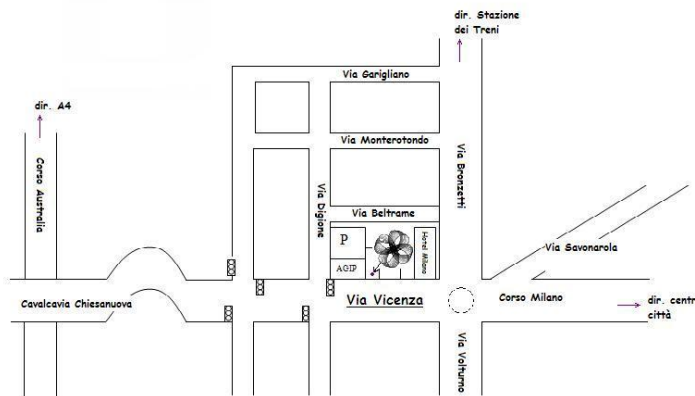 dir. Stazione
dei Treni
Via Garigliano
dir. A4
Via Monterotondo
Corso Australia
Via Digione
Via Bronzetti
Via Beltrame
P
Hotel Milano
Via Savonarola
AGIP
Cavalcavia Chiesanuova
Via Vicenza
Corso Milano
dir. centr
città
Via Volturno